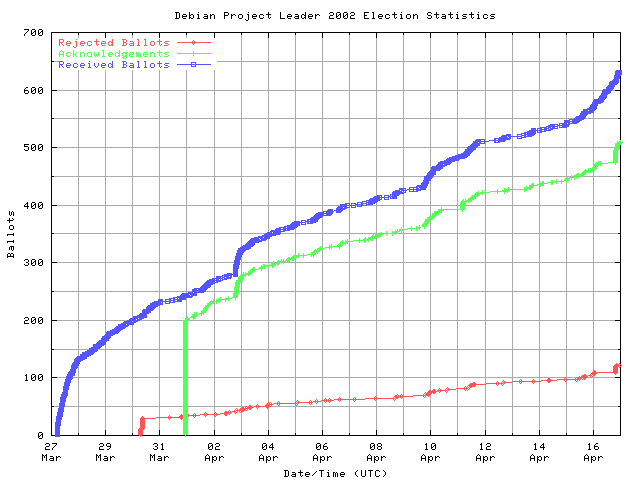 Debian Project Leader 2002 Election Statistics
700
Rejected Ballots
Acknowledgements
Received Ballots
600
500
400
300
200
100
0
Ballots
27 29 31 02 04 06 08 10 12 14 16
Mar Mar Mar Apr Apr Apr Apr Apr Apr Apr Apr
Date/Time (UTC)